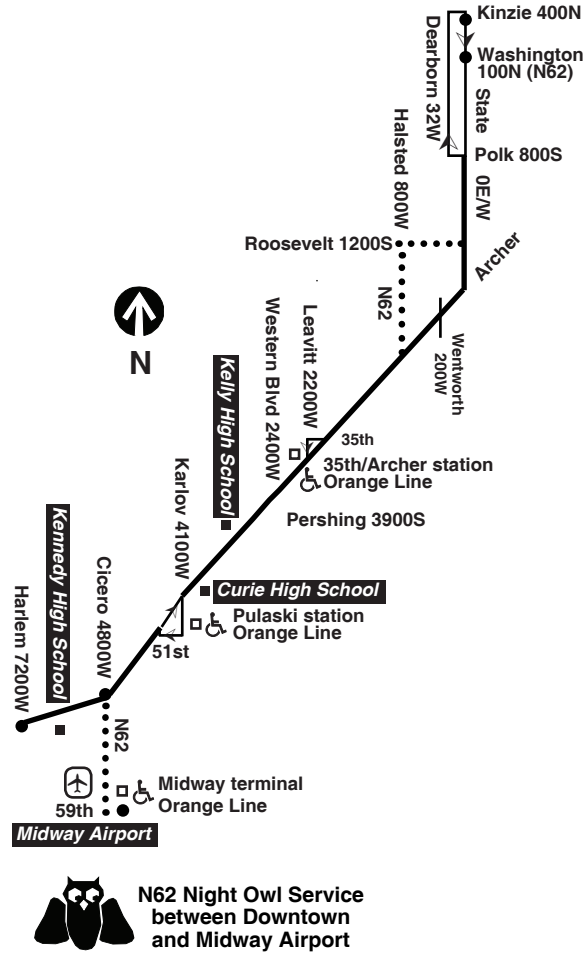 Kinzie 400N
Washington
100N (N62)
Dearborn 32W
State
Polk 800S
Halsted 800W
0E/W
Roosevelt 1200S
Archer
N62
N
Western Blvd 2400W
Leavitt 2200W
Wentworth
200W
Kelly High School
35th
35th/Archer station
Orange Line
Karlov 4100W
Pershing 3900S
Kennedy High School
Cicero 4800W
Curie High School
Harlem 7200W
Pulaski station
Orange Line
51st
N62
Midway terminal
Orange Line
59th
Midway Airport
N62 Night Owl Service
between Downtown
and Midway Airport